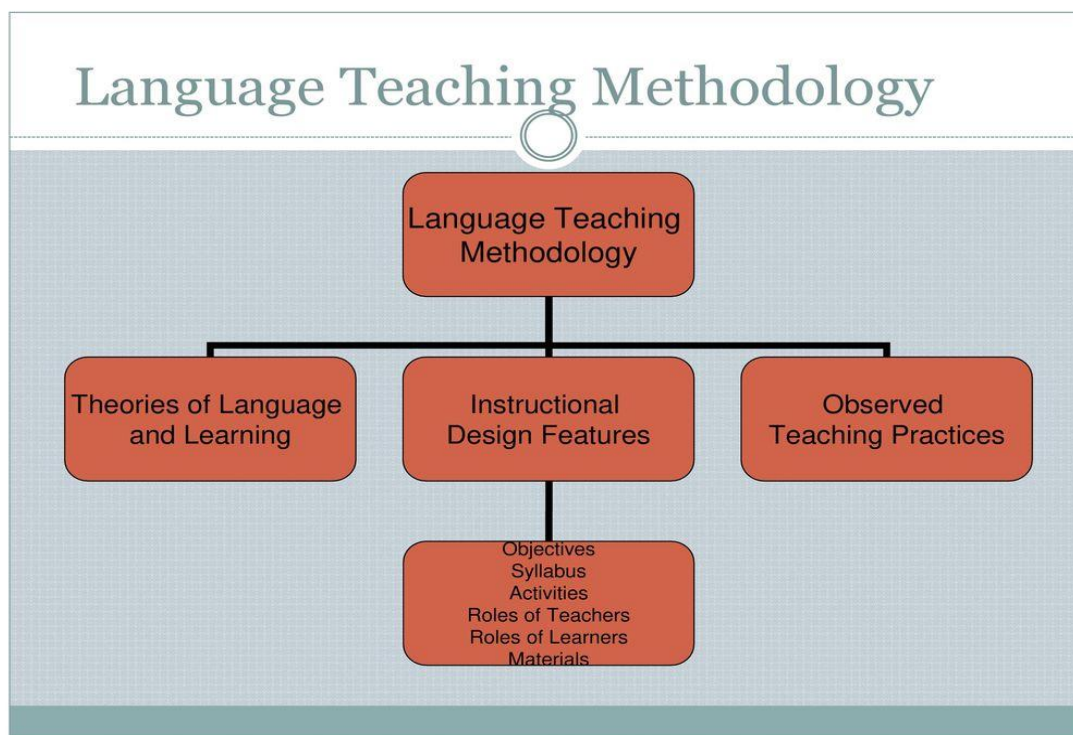 Language Teaching Methodology
Language Teaching
Methodology
Theories of Language
and Learning
Instructional
Design Features
Observed
Teaching Practices
Objectives
Syllabus
Activities
Roles of Teachers
Roles of Learners
Materials